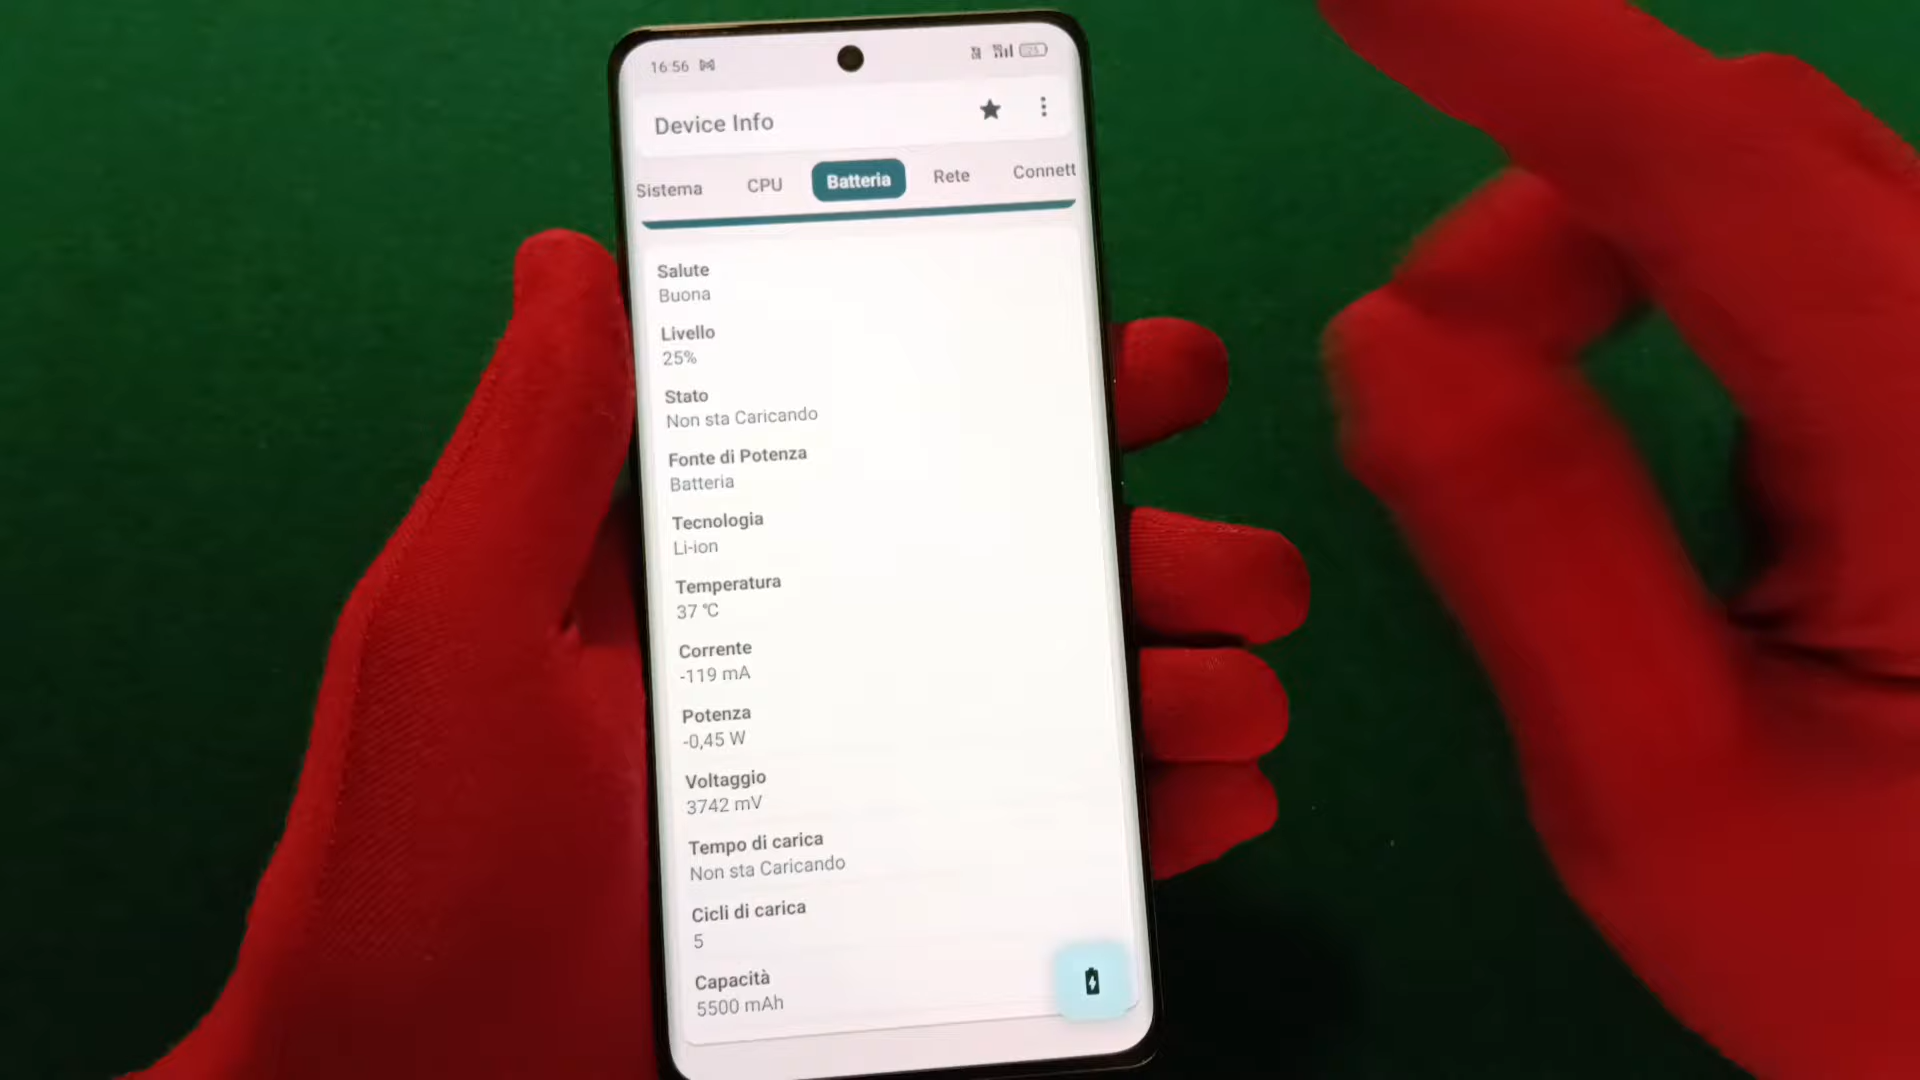 16:56
25
Device Info
Sistema CPU Batteria Rete Connett
Salute
Buona
Livello
25%
Stato
Non sta Caricando
Fonte di Potenza
Batteria
Tecnologia
Li-ion
Temperatura
37 °C
Corrente
-119 mA
Potenza
-0,45 W
Voltaggio
3742 mV
Tempo di carica
Non sta Caricando
Cicli di carica
5
Capacità
5500 mAh